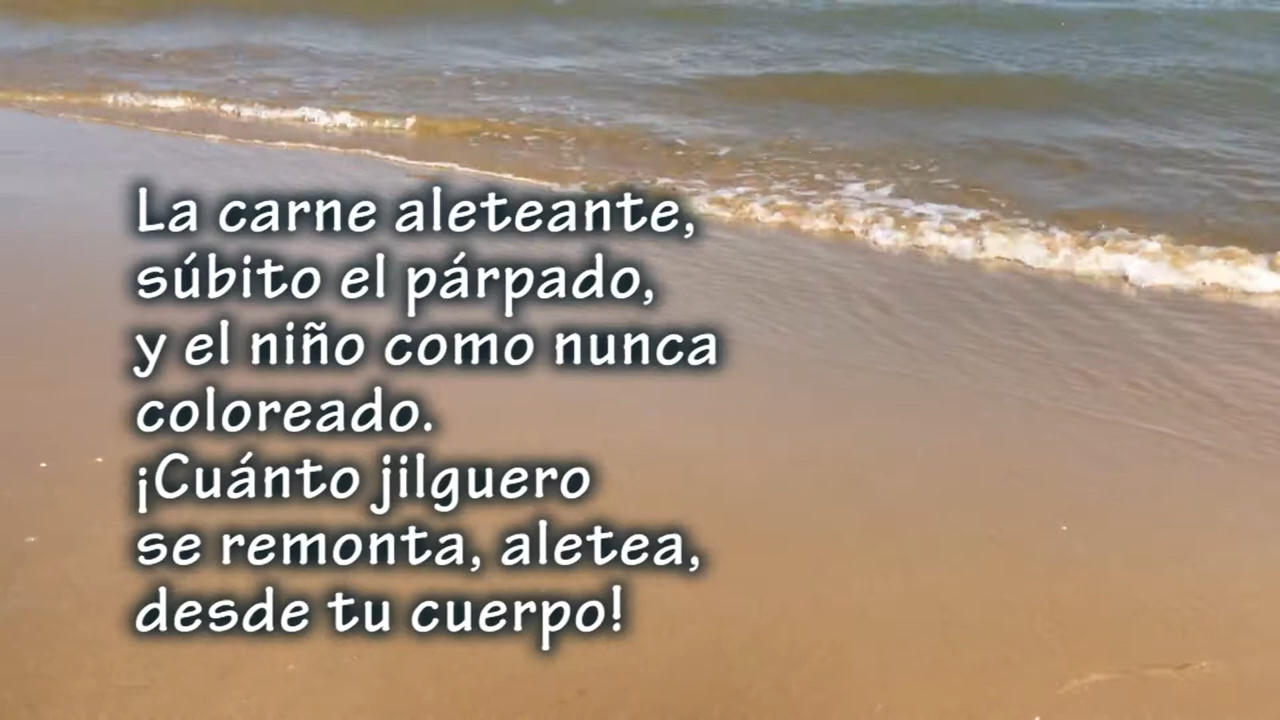 La carne aleteante,
súbito el párpado,
y el niño como nunca
coloreado.
¡Cuánto jilguero
se remonta, aletea,
desde tu cuerpo!